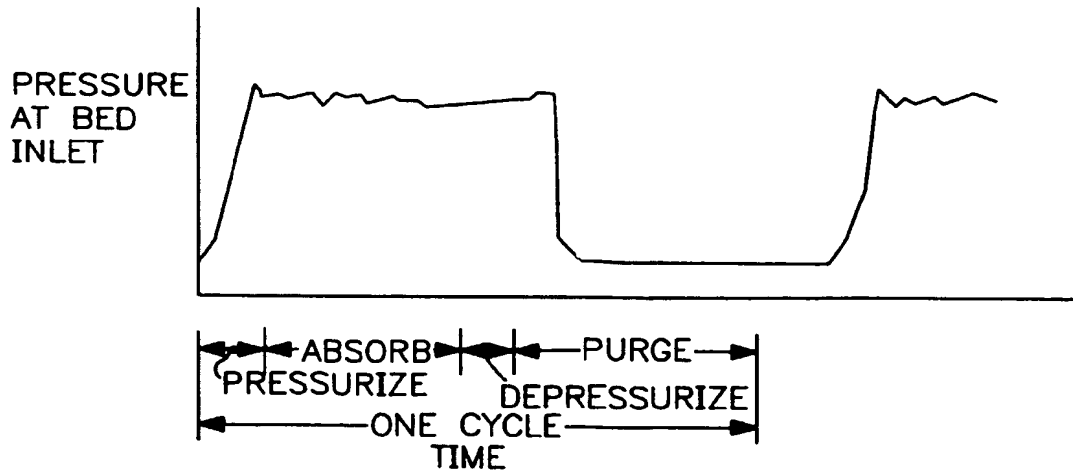 PRESSURE
AT BED
INLET
ABSORB
PURGE
PRESSURIZE
DEPRESSURIZE
ONE CYCLE
TIME